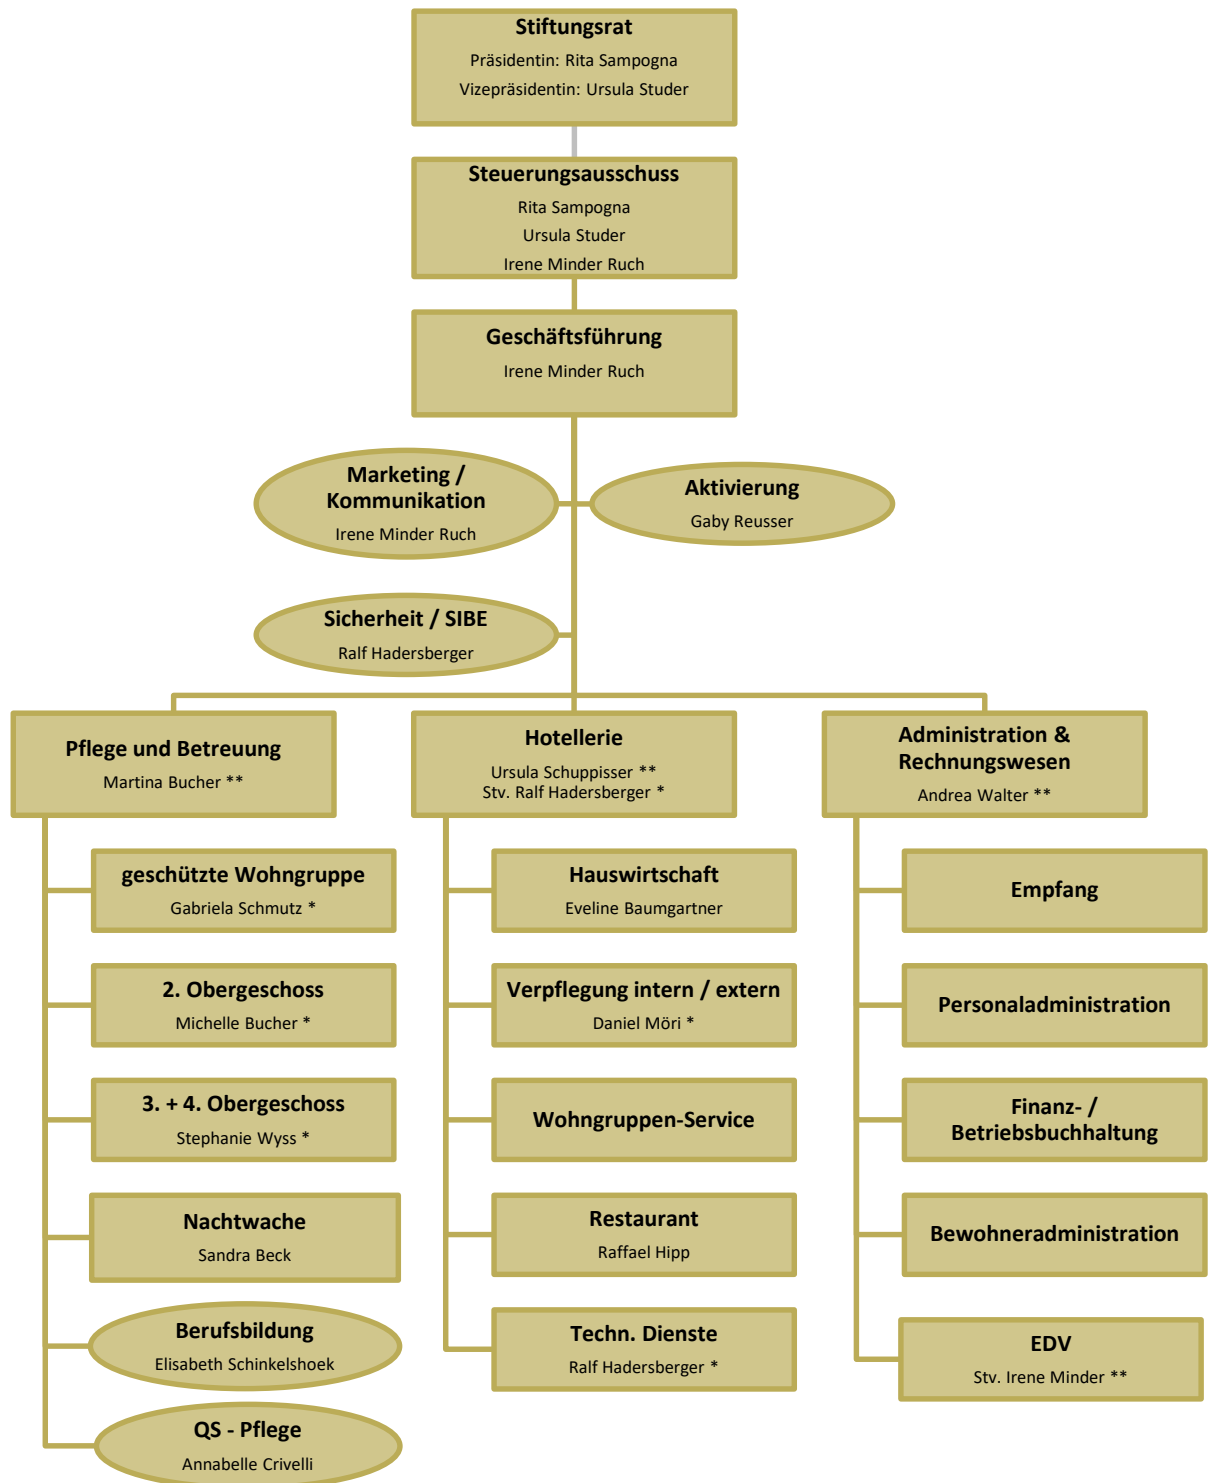 Stiftungsrat
Präsidentin: Rita Sampogna
Vizepräsidentin: Ursula Studer
Steuerungsausschuss
Rita Sampogna
Ursula Studer
Irene Minder Ruch
Geschäftsführung
Irene Minder Ruch
Marketing /
Kommunikation
Irene Minder Ruch
Aktivierung
Gaby Reusser
Sicherheit / SIBE
Ralf Hadersberger
Pflege und Betreuung
Martina Bucher **
geschützte Wohngruppe
Gabriela Schmutz *
2. Obergeschoss
Michelle Bucher *
3. + 4. Obergeschoss
Stephanie Wyss *
Nachtwache
Sandra Beck
Berufsbildung
Elisabeth Schinkelshoek
QS - Pflege
Annabelle Crivelli
Hotellerie
Ursula Schuppisser **
Stv. Ralf Hadersberger *
Hauswirtschaft
Eveline Baumgartner
Verpflegung intern / extern
Daniel Möri *
Wohngruppen-Service
Restaurant
Raffael Hipp
Techn. Dienste
Ralf Hadersberger *
Administration &
Rechnungswesen
Andrea Walter **
Empfang
Personaladministration
Finanz- /
Betriebsbuchhaltung
Bewohneradministration
EDV
Stv. Irene Minder **